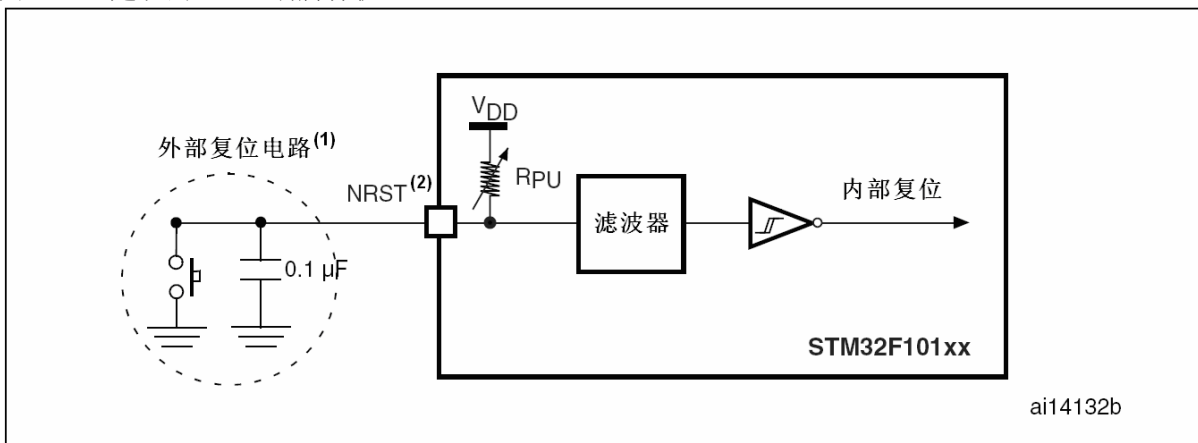 外部复位电路(1)
VDD
RPU
NRST(2)
0.1 µF
滤波器
内部复位
STM32F101xx
ai14132b